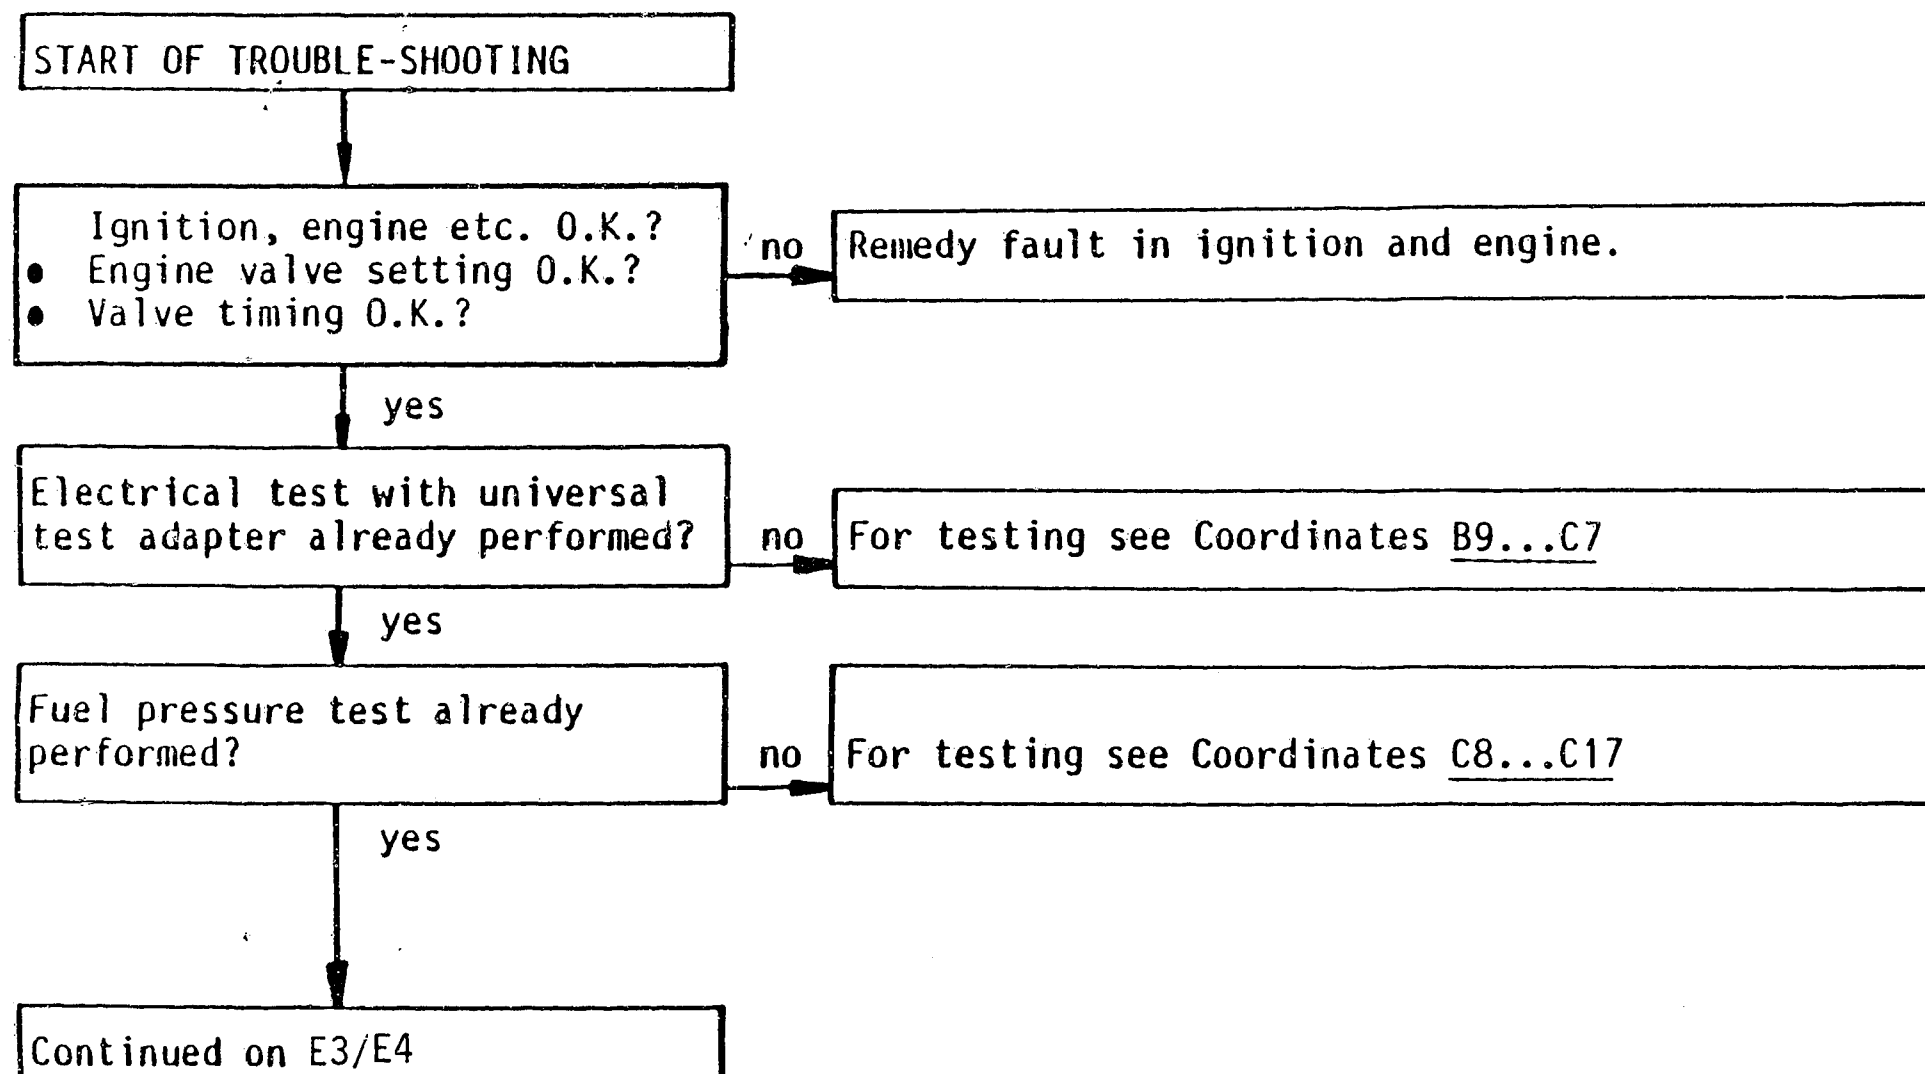 START OF TROUBLE-SHOOTING
Ignition, engine etc. O.K.?
• Engine valve setting O.K.?
• Valve timing O.K.?
no
Remedy fault in ignition and engine.
yes
Electrical test with universal
test adapter already performed?
no
For testing see Coordinates B9...C7
yes
Fuel pressure test already
performed?
no
For testing see Coordinates C8...C17
yes
Continued on E3/E4